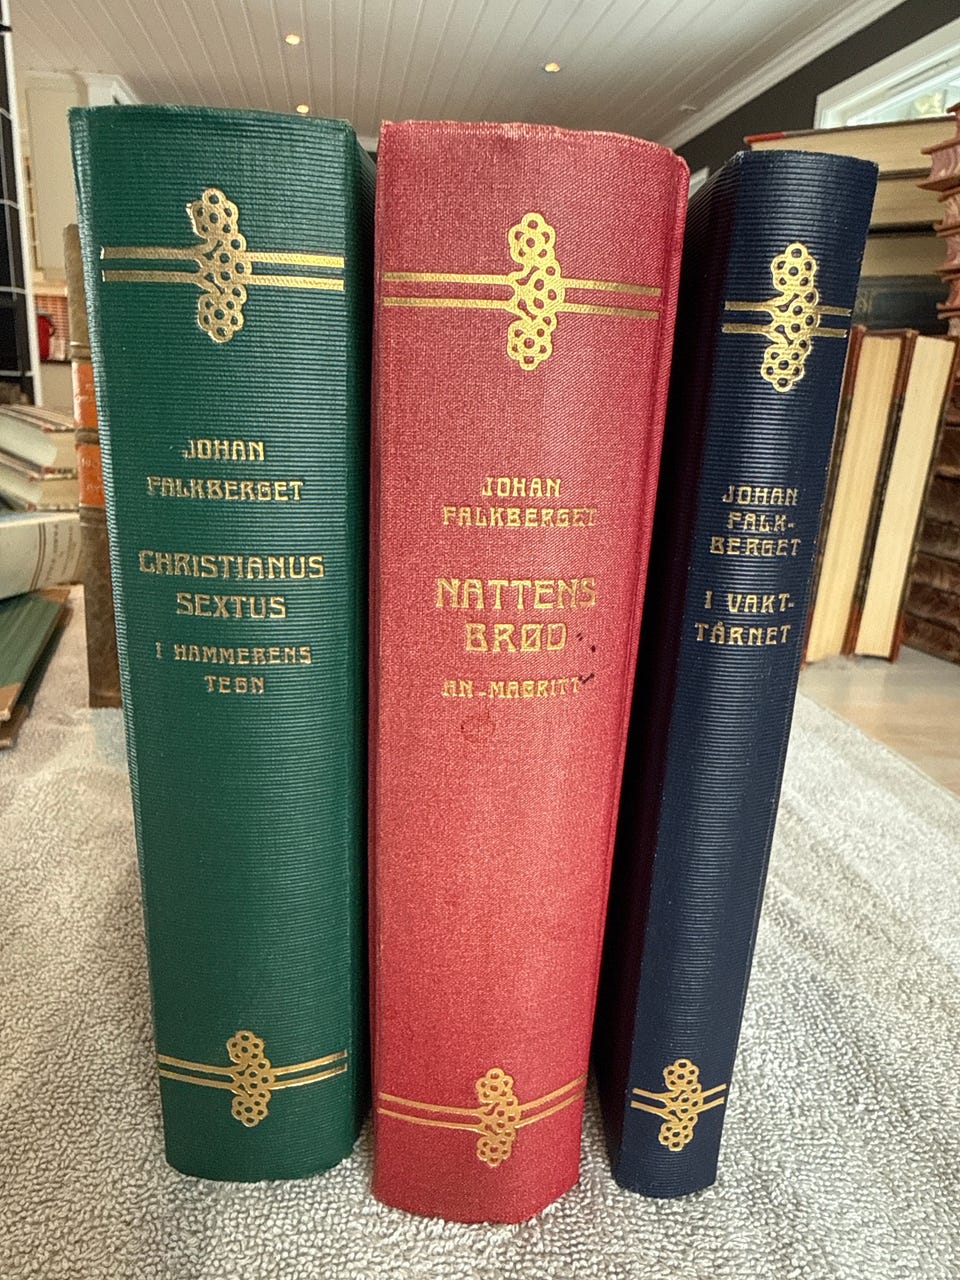 JOHAN
FALKBERGET
CHRISTIANUS
SEXTUS
I HAMMERENS
TEGN
JOHAN
FALKBERGET
NATTENS
BRØD
AN-MAGRITT
JOHAN
FALK-
BERGET
I VAKT-
TÅRNET